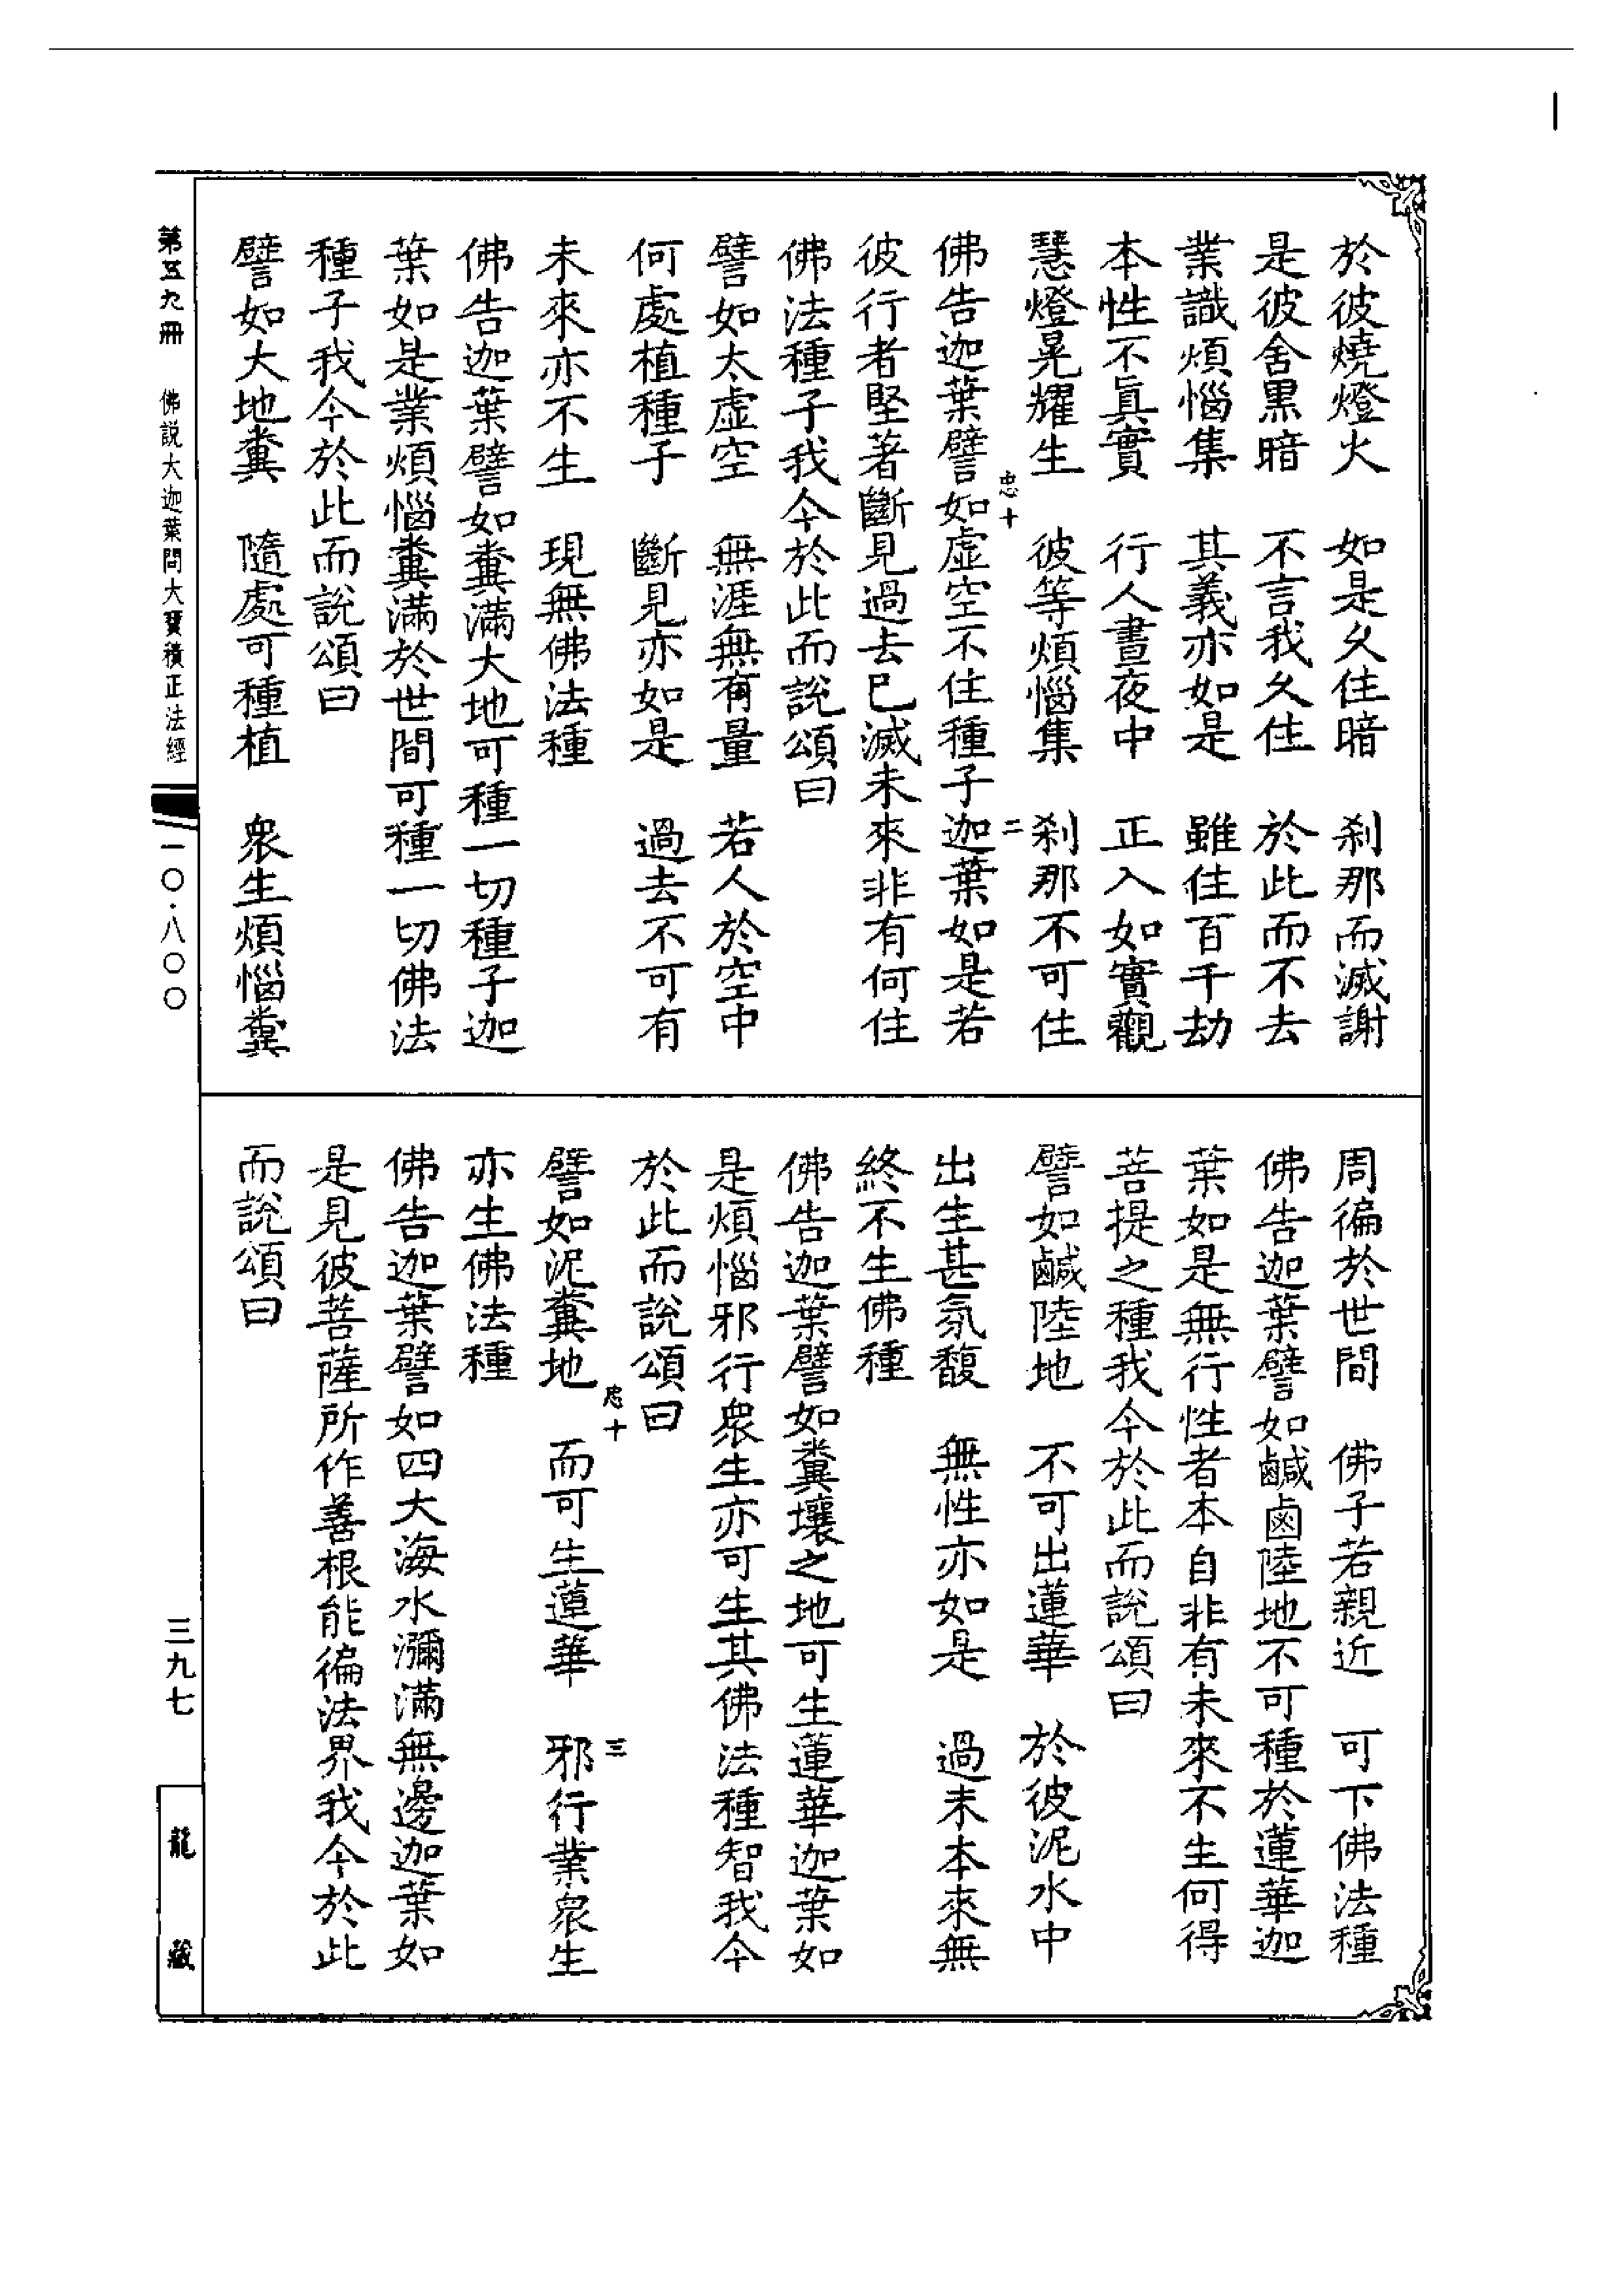 於彼燒燈火　如是久住暗　刹那而滅謝
是彼舍黒暗　不言我久住　於此而不去
業識煩惱集　其義亦如是　雖住百千劫
本性不眞實　行人晝夜中　正入如實觀
慧燈晃耀生　彼等煩惱集　刹那不可住
忠十　二
佛告迦葉譬如虛空不住種子迦葉如是若
彼行者堅著斷見過去已滅未來非有何住
佛法種子我今於此而說頌曰
譬如太虛空　無涯無有量　若人於空中
何處植種子　斷見亦如是　過去不可有
未來亦不生　現無佛法種
佛告迦葉譬如糞滿大地可種一切種子迦
葉如是業煩惱糞滿於世間可種一切佛法
種子我今於此而說頌曰
譬如大地糞　隨處可種植　衆生煩惱糞
周徧於世間　佛子若親近　可下佛法種
佛告迦葉譬如鹹鹵陸地不可種於蓮華迦
葉如是無行性者本自非有未來不生何得
菩提之種我今於此而說頌曰
譬如鹹陸地　不可出蓮華　於彼泥水中
出生甚氛馥　無性亦如是　過未本來無
終不生佛種
佛告迦葉譬如糞壤之地可生蓮華迦葉如
是煩惱邪行衆生亦可生其佛法種智我今
於此而說頌曰
忠十　三
譬如泥糞地　而可生蓮華　邪行業衆生
亦生佛法種
佛告迦葉譬如四大海水瀰滿無邊迦葉如
是見彼菩薩所作善根能徧法界我今於此
而說頌曰
第五九冊　佛説大迦葉問大寶積正法經　一〇·八〇〇
三九七
龍藏